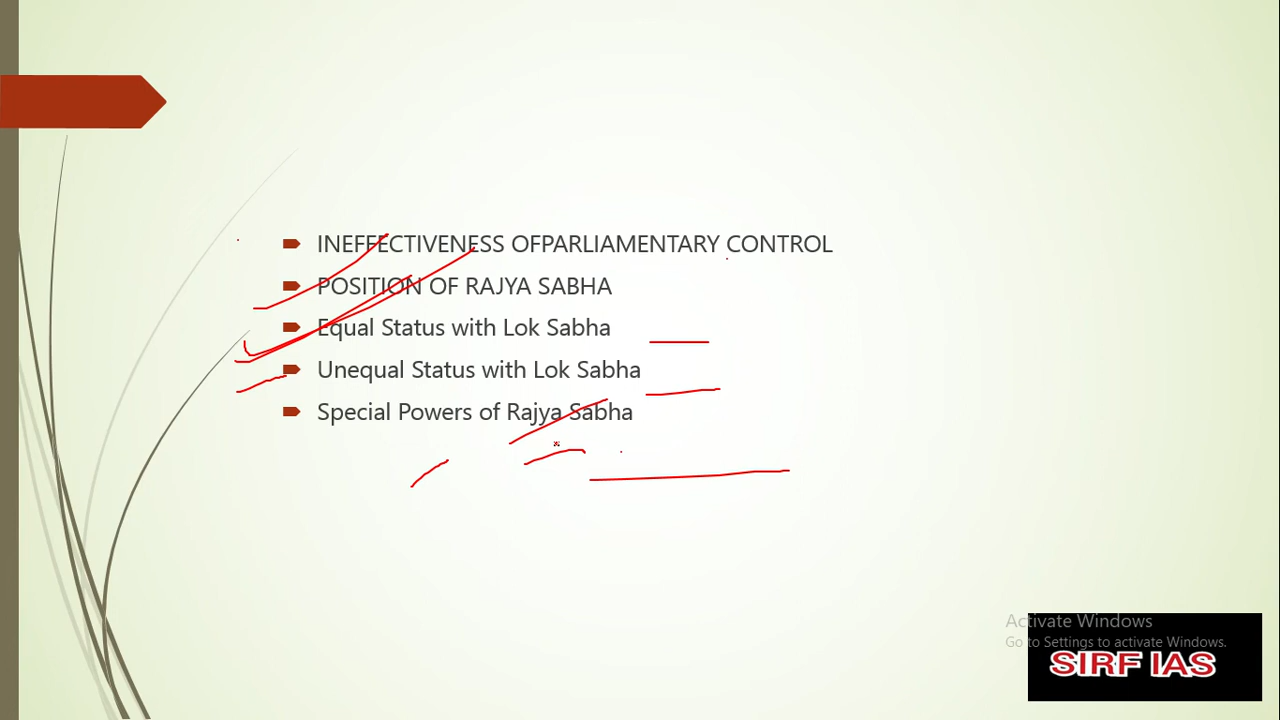 INEFFECTIVENESS OFPARLIAMENTARY CONTROL
POSITION OF RAJYA SABHA
Equal Status with Lok Sabha
Unequal Status with Lok Sabha
Special Powers of Rajya Sabha
Activate Windows
Go to Settings to activate Windows.
SIRF IAS